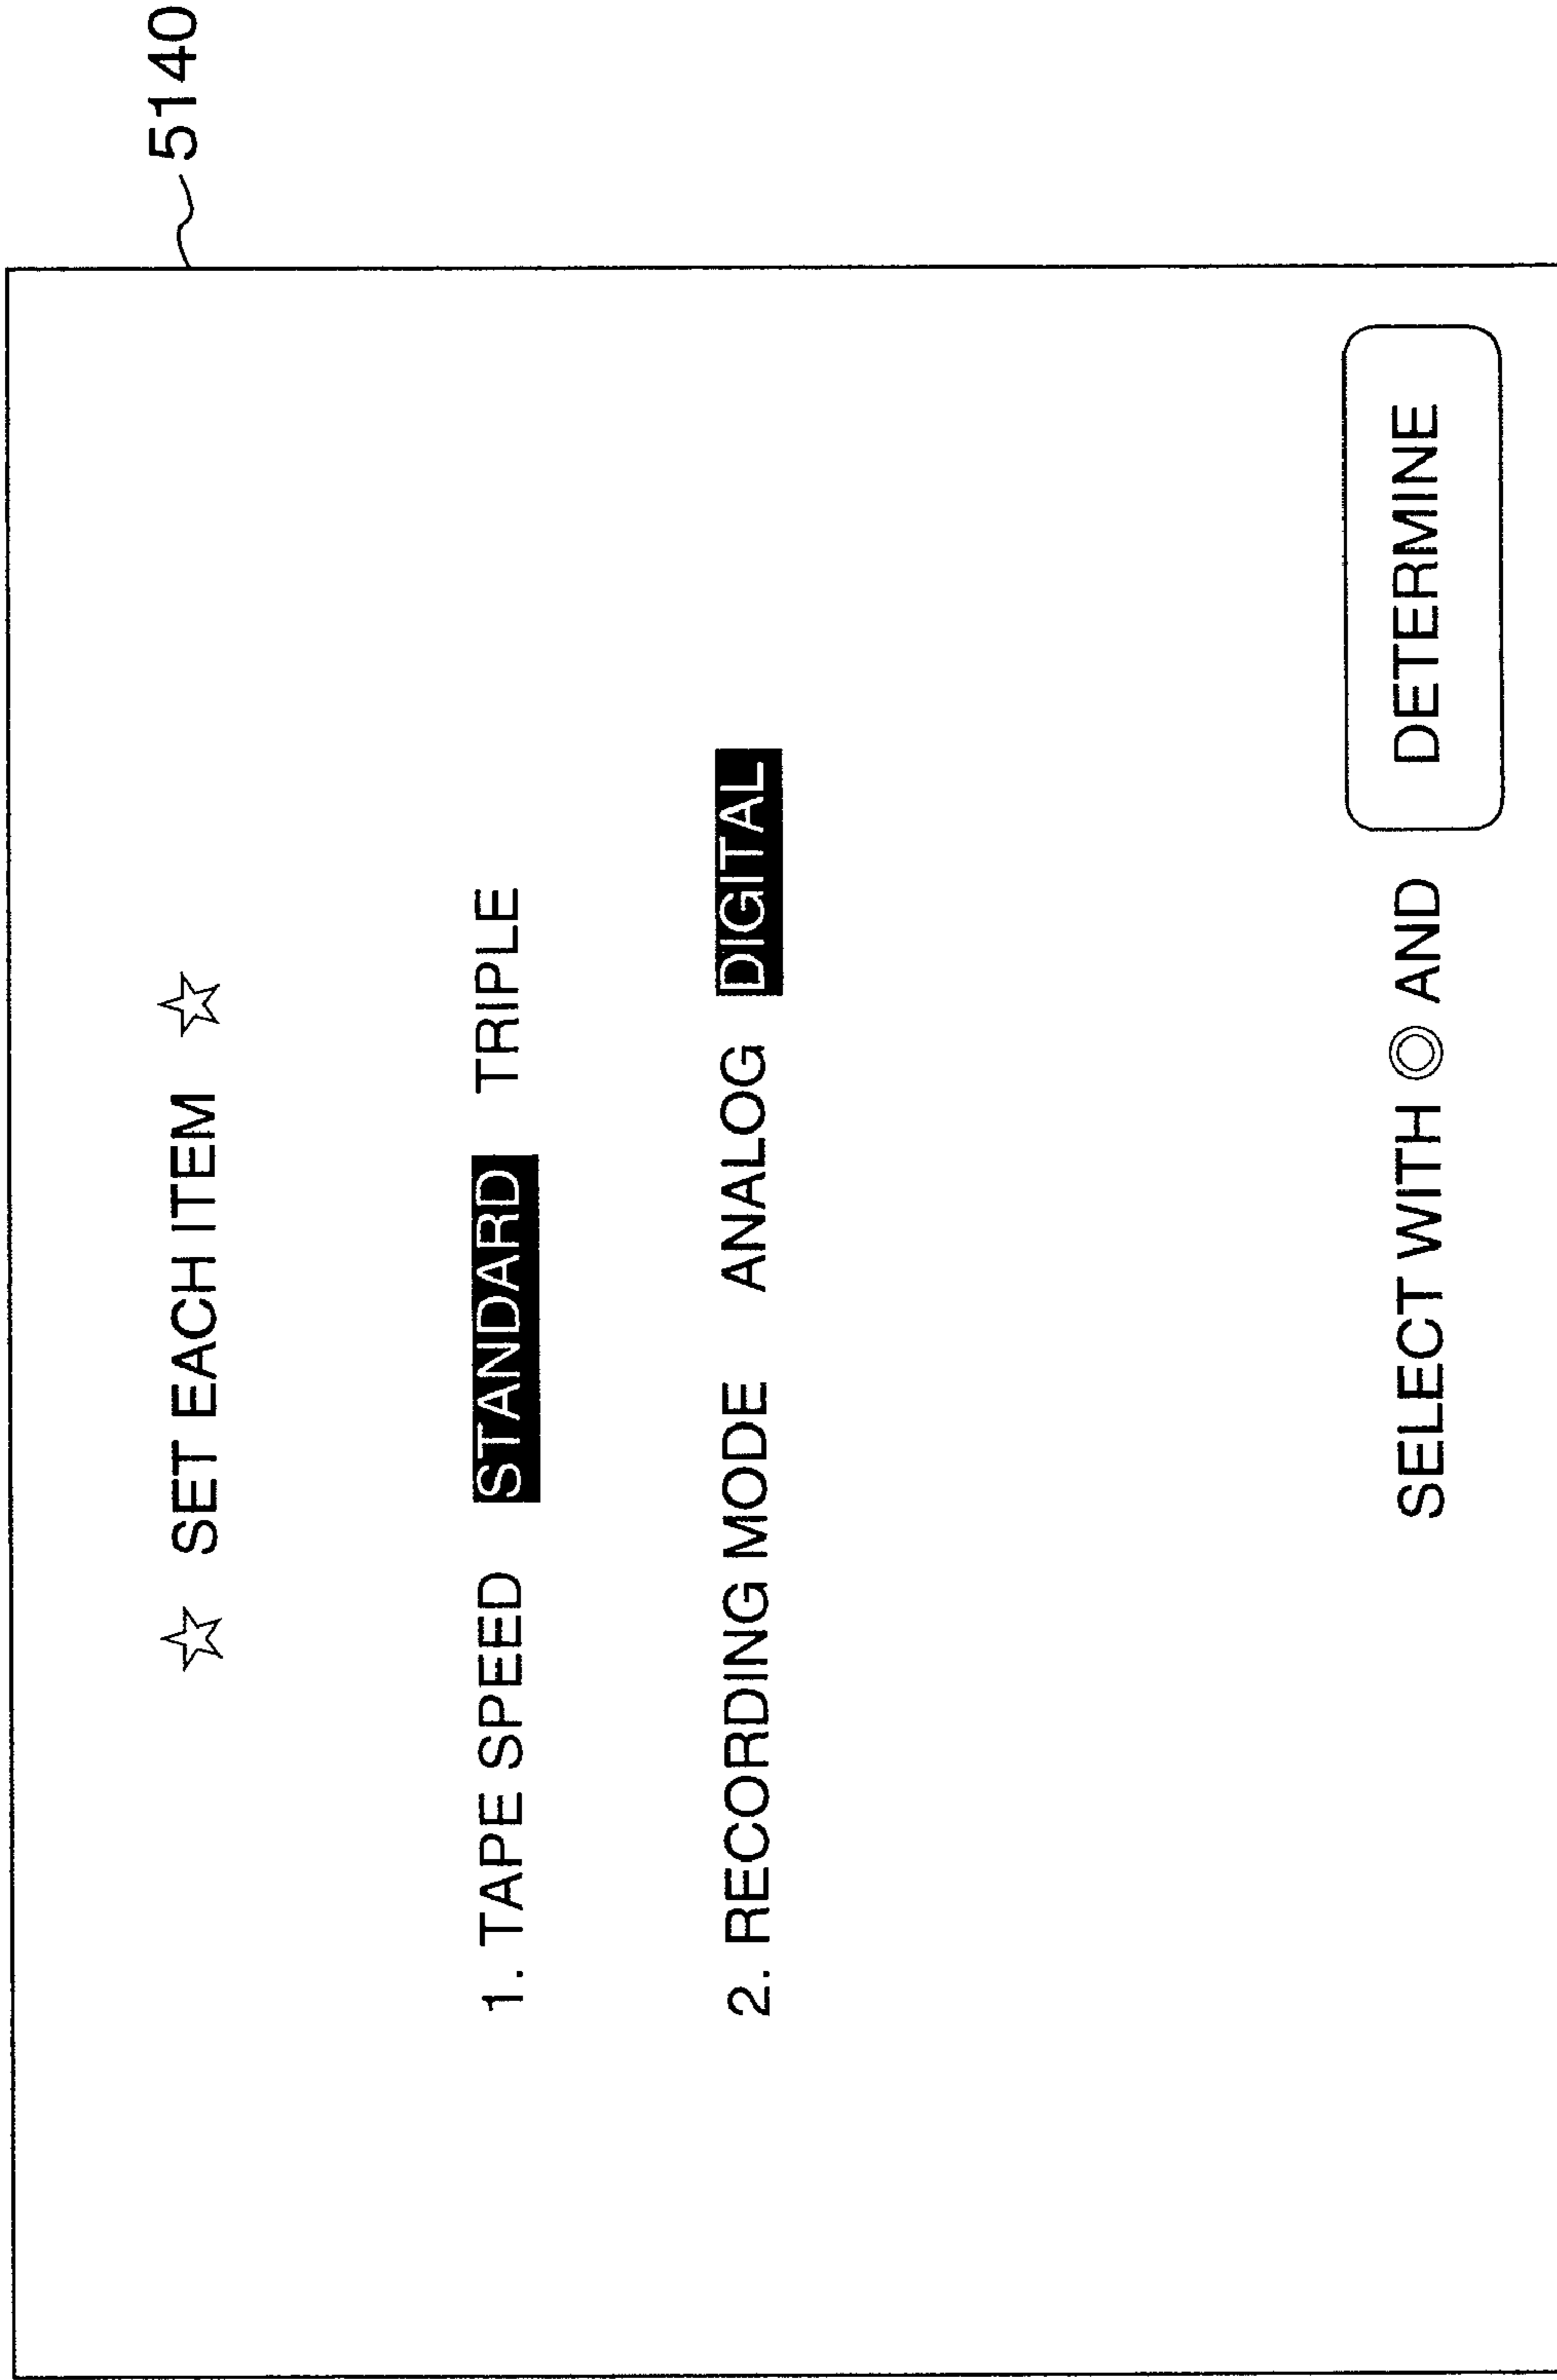 5140
☆ SET EACH ITEM ☆
1. TAPE SPEED STANDARD TRIPLE
2. RECORDING MODE ANALOG DIGITAL
SELECT WITH ◎ AND DETERMINE